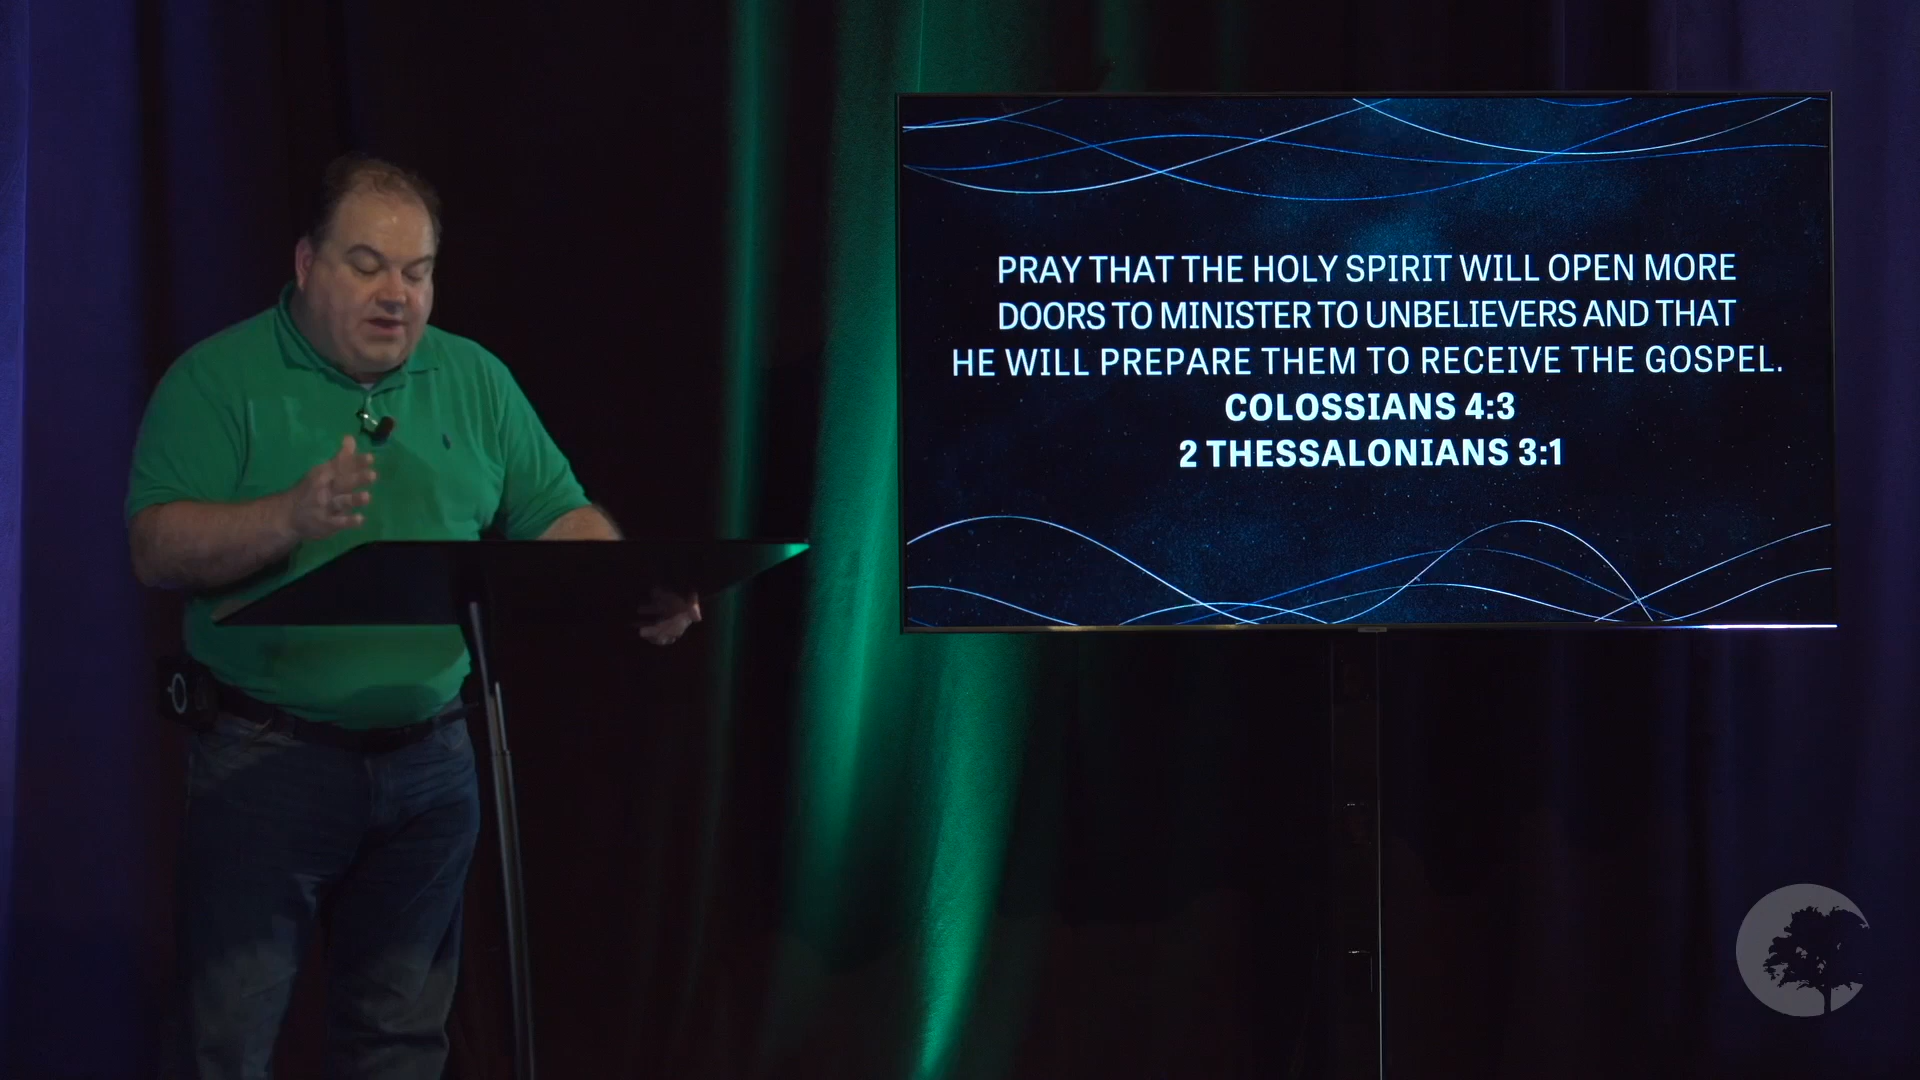 PRAY THAT THE HOLY SPIRIT WILL OPEN MORE
DOORS TO MINISTER TO UNBELIEVERS AND THAT
HE WILL PREPARE THEM TO RECEIVE THE GOSPEL.
COLOSSIANS 4:3
2 THESSALONIANS 3:1